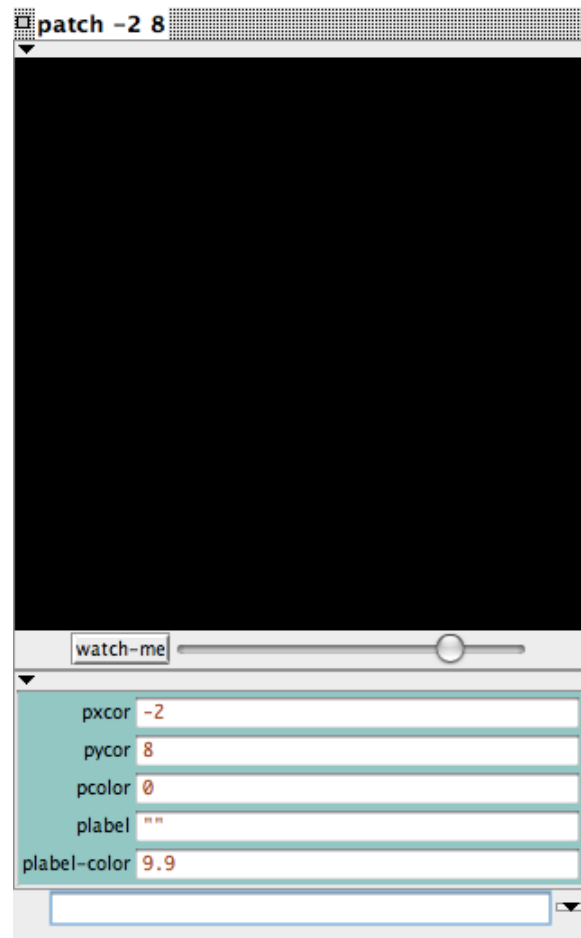 patch -2 8
watch-me
pxcor -2
pycor 8
pcolor 0
plabel ""
plabel-color 9.9